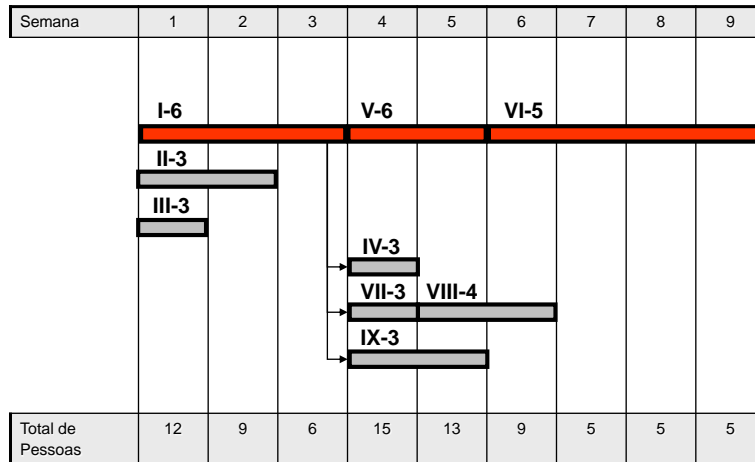 Semana 1 2 3 4 5 6 7 8 9
I-6 V-6 VI-5
II-3
III-3
IV-3
VII-3 VIII-4
IX-3
Total de
Pessoas 12 9 6 15 13 9 5 5 5